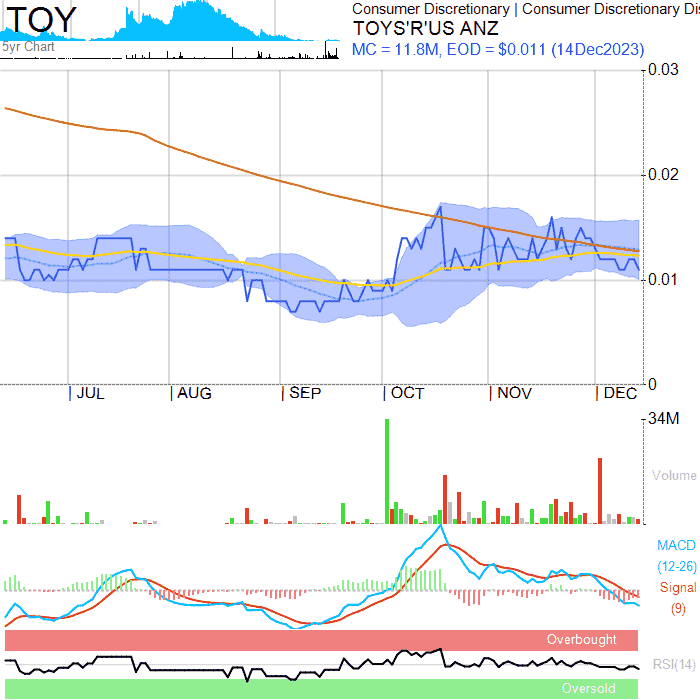 TOY
5yr Chart
Consumer Discretionary | Consumer Discretionary Dis
TOYS'R'US ANZ
MC = 11.8M, EOD = $0.011 (14Dec2023)
0.03
0.02
0.01
0
JUL AUG SEP OCT NOV DEC
34M
Volume
MACD
(12-26)
Signal
(9)
Overbought
RSI(14)
Oversold